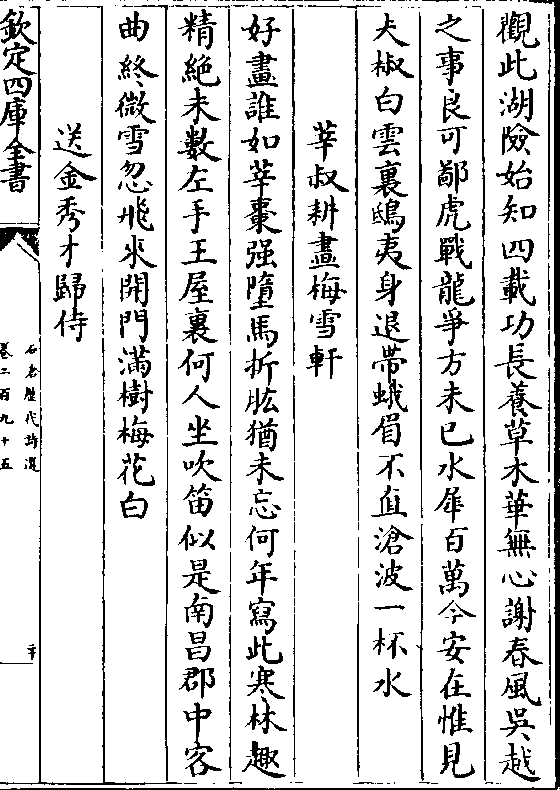 觀此湖險始知四載功長養草木華無心謝春風吳越
之事良可鄙虎戰龍爭方未已水犀百萬今安在惟見
夫椒白雲裏鴟夷身退帶蛾眉不直滄波一杯水
莘叔耕畫梅雪軒
好畫誰如莘棗强墮馬折肱猶未忘何年寫此寒林趣
精絶未數左手王屋裏何人坐吹笛似是南昌郡中客
曲終微雪忽飛來開門滿樹梅花白
送金秀才歸侍
欽定四庫全書
石倉歷代詩選
卷二百九十五
二十